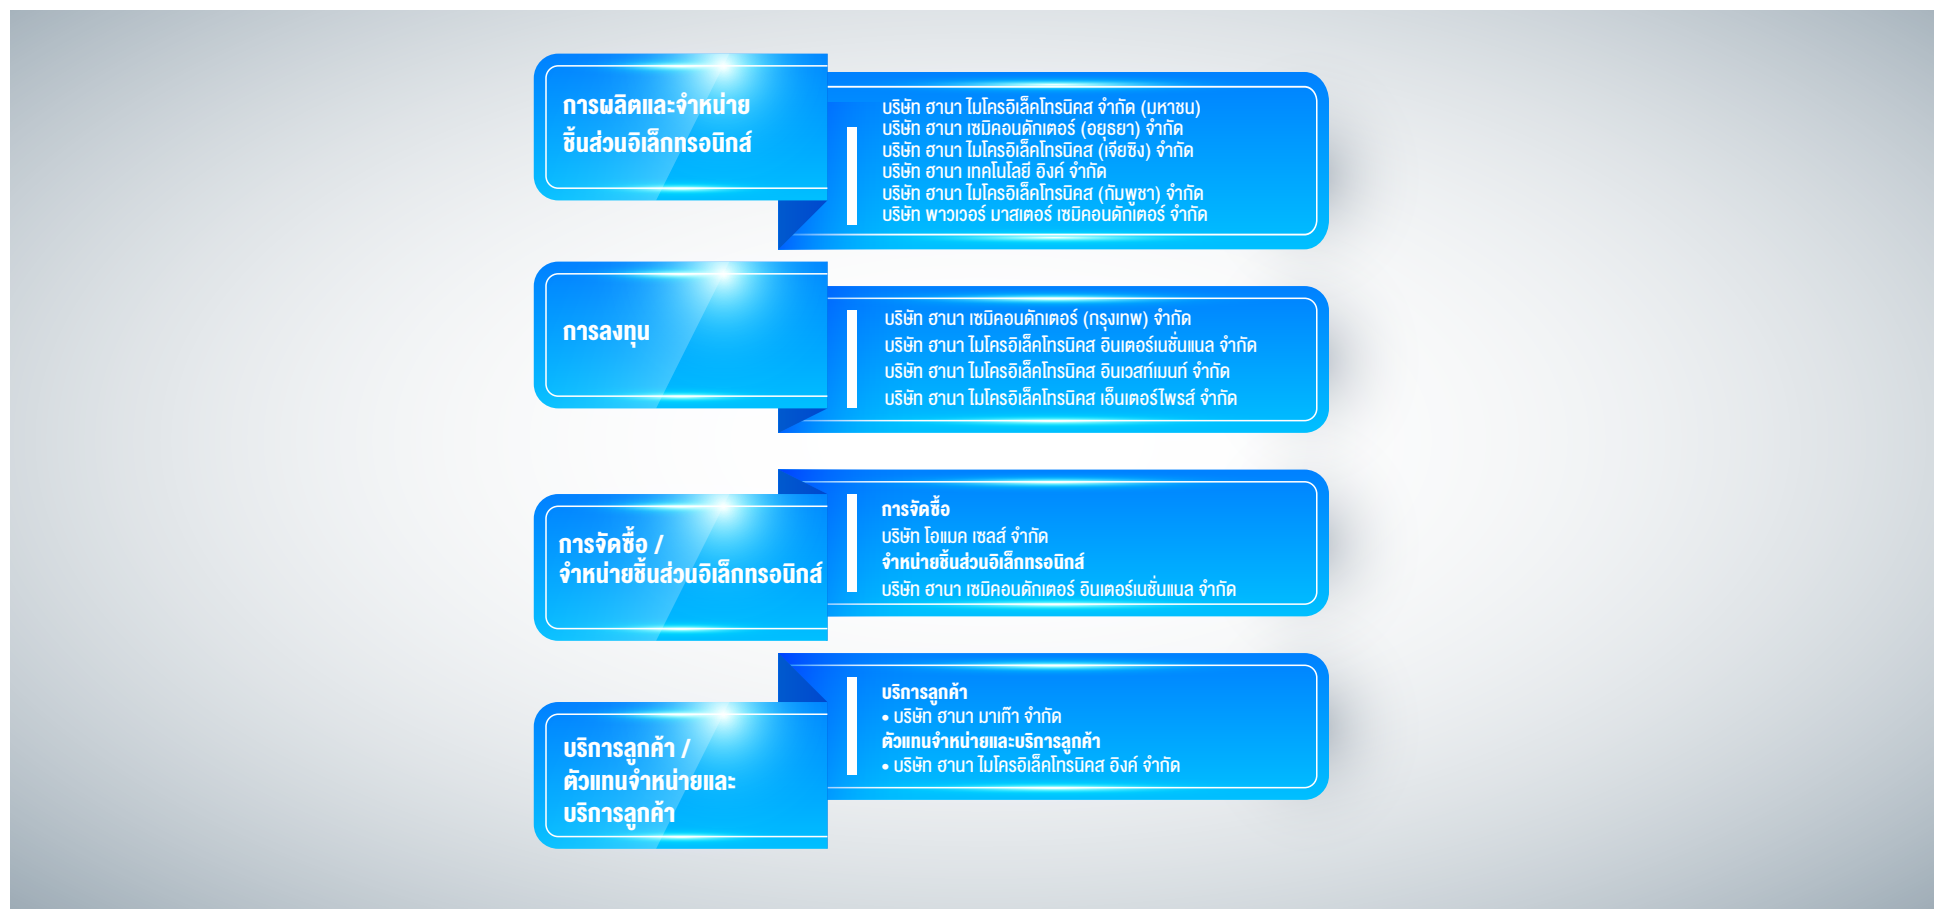 การผลิตและจำหน่าย
ชิ้นส่วนอิเล็กทรอนิกส์
บริษัท ฮานา ไมโครอิเล็คโทรนิคส จำกัด (มหาชน)
บริษัท ฮานา เซมิคอนดักเตอร์ (อยุธยา) จำกัด
บริษัท ฮานา ไมโครอิเล็คโทรนิคส (เจียซิง) จำกัด
บริษัท ฮานา เทคโนโลยี อิงค์ จำกัด
บริษัท ฮานา ไมโครอิเล็คโทรนิคส (กัมพูชา) จำกัด
บริษัท พาวเวอร์ มาสเตอร์ เซมิคอนดักเตอร์ จำกัด
การลงทุน
บริษัท ฮานา เซมิคอนดักเตอร์ (กรุงเทพ) จำกัด
บริษัท ฮานา ไมโครอิเล็คโทรนิคส อินเตอร์เนชั่นแนล จำกัด
บริษัท ฮานา ไมโครอิเล็คโทรนิคส อินเวสท์เมนท์ จำกัด
บริษัท ฮานา ไมโครอิเล็คโทรนิคส เอ็นเตอร์ไพรส์ จำกัด
การจัดซื้อ /
จำหน่ายชิ้นส่วนอิเล็กทรอนิกส์
การจัดซื้อ
บริษัท โอแมค เซลส์ จำกัด
จำหน่ายชิ้นส่วนอิเล็กทรอนิกส์
บริษัท ฮานา เซมิคอนดักเตอร์ อินเตอร์เนชั่นแนล จำกัด
บริการลูกค้า /
ตัวแทนจำหน่ายและ
บริการลูกค้า
บริการลูกค้า
• บริษัท ฮานา มาเก๊า จำกัด
ตัวแทนจำหน่ายและบริการลูกค้า
• บริษัท ฮานา ไมโครอิเล็คโทรนิคส อิงค์ จำกัด